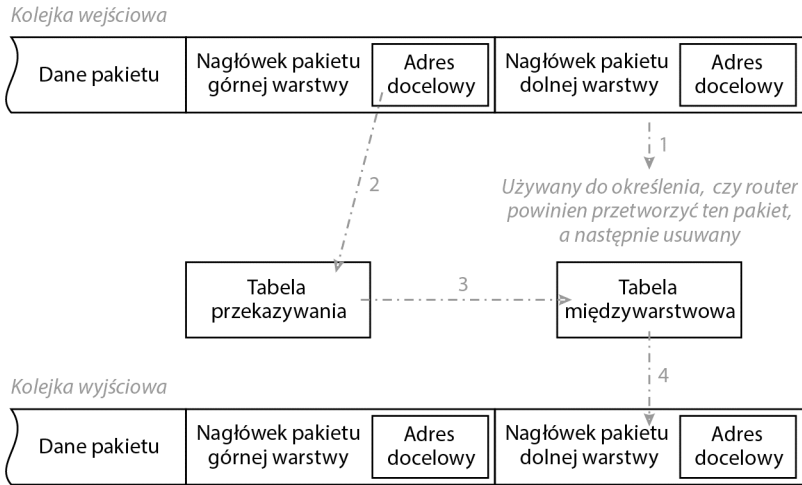 Kolejka wejściowa
Dane pakietu
Nagłówek pakietu
górnej warstwy
Adres
docelowy
Nagłówek pakietu
dolnej warstwy
Adres
docelowy
1
2
Używany do określenia, czy router
powinien przetworzyć ten pakiet,
a następnie usuwany
Tabela
przekazywania
3
Tabela
międzywarstwowa
4
Kolejka wyjściowa
Dane pakietu
Nagłówek pakietu
górnej warstwy
Adres
docelowy
Nagłówek pakietu
dolnej warstwy
Adres
docelowy